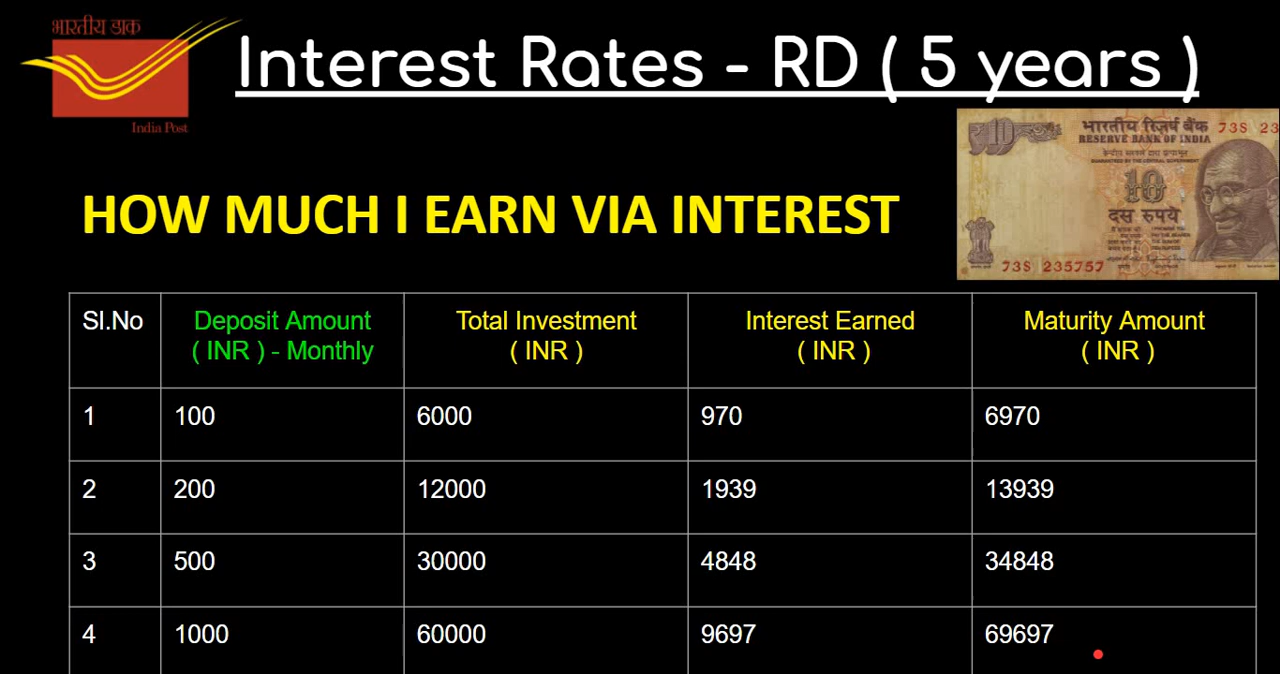 भारतीय डाक
India Post
Interest Rates - RD ( 5 years )
भारतीय रिज़र्व बैंक 73S 23
RESERVE BANK OF INDIA
10
10
दस रुपये
73S 235757
HOW MUCH I EARN VIA INTEREST
Sl.No Deposit Amount ( INR ) - Monthly Total Investment ( INR ) Interest Earned ( INR ) Maturity Amount ( INR )
1 100 6000 970 6970
2 200 12000 1939 13939
3 500 30000 4848 34848
4 1000 60000 9697 69697